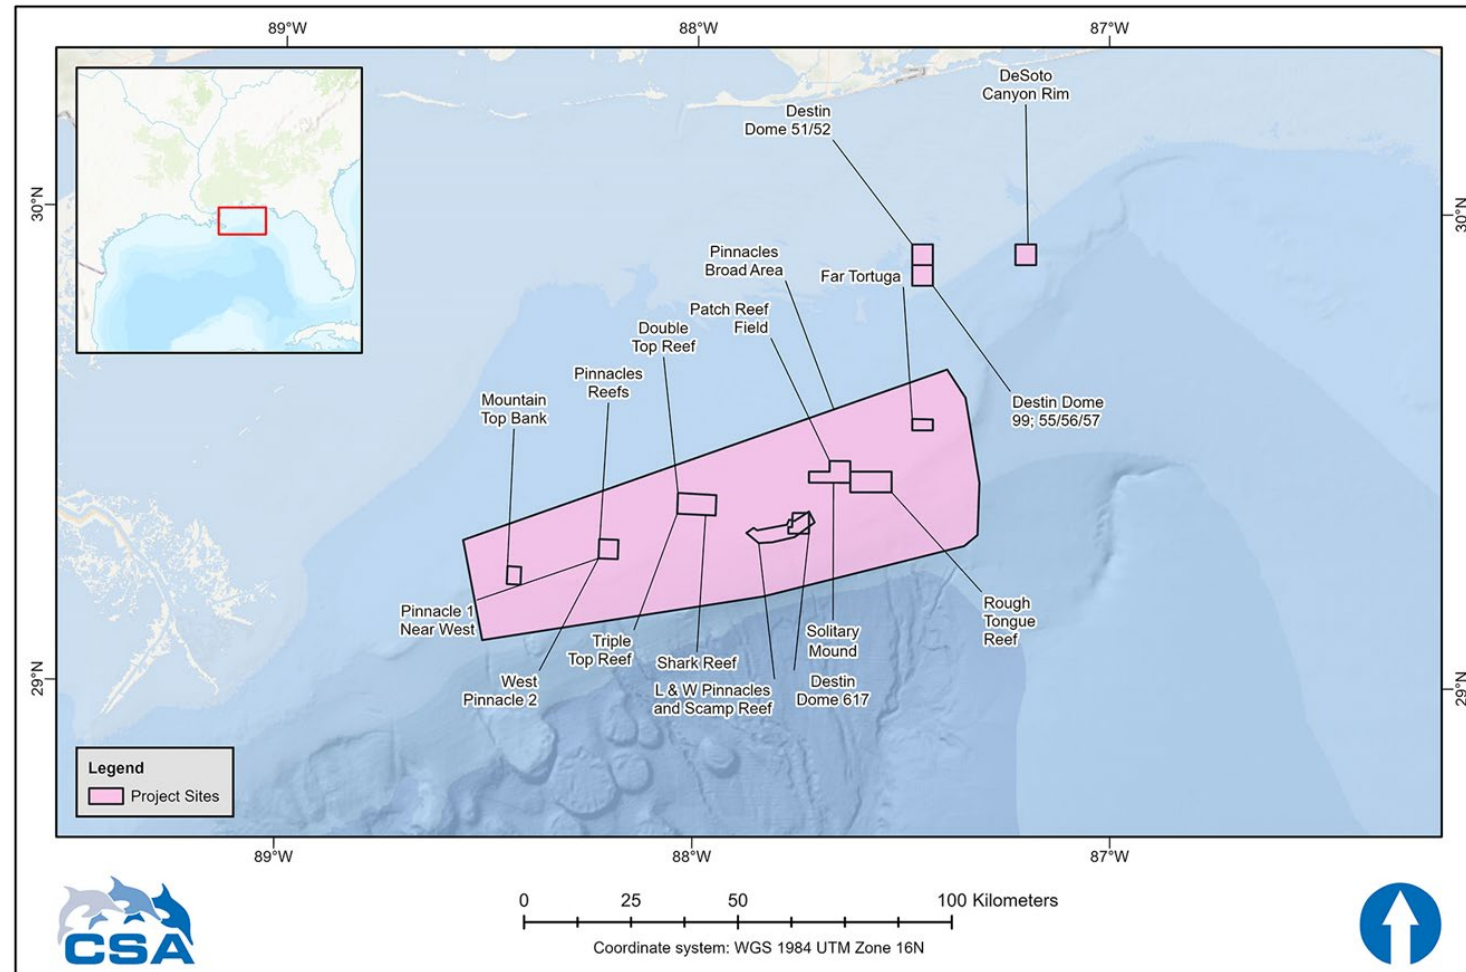 89°W
88°W
87°W
DeSoto
Canyon Rim
Destin
Dome 51/52
30°N
30°N
Pinnacles
Broad Area
Far Tortuga
Patch Reef
Field
Double
Top Reef
Pinnacles
Reefs
Mountain
Top Bank
Destin Dome
99; 55/56/57
Pinnacle 1
Near West
West
Pinnacle 2
Triple
Top Reef
Shark Reef
L & W Pinnacles
and Scamp Reef
Solitary
Mound
Destin
Dome 617
Rough
Tongue
Reef
29°N
29°N
Legend
Project Sites
89°W
88°W
87°W
CSA
0 25 50 100 Kilometers
Coordinate system: WGS 1984 UTM Zone 16N